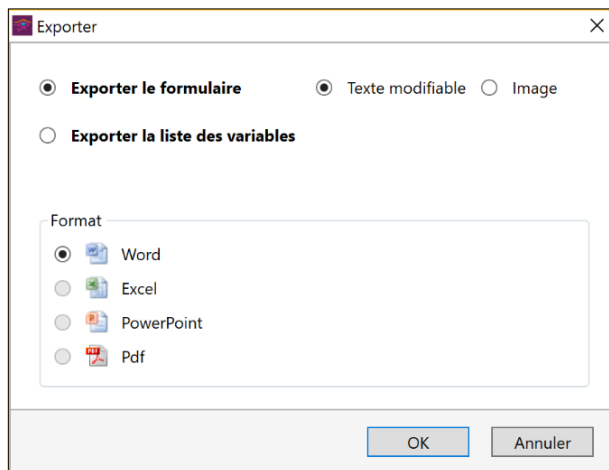 Exporter
Exporter le formulaire Texte modifiable Image
Exporter la liste des variables
Format
Word
Excel
PowerPoint
Pdf
OK Annuler